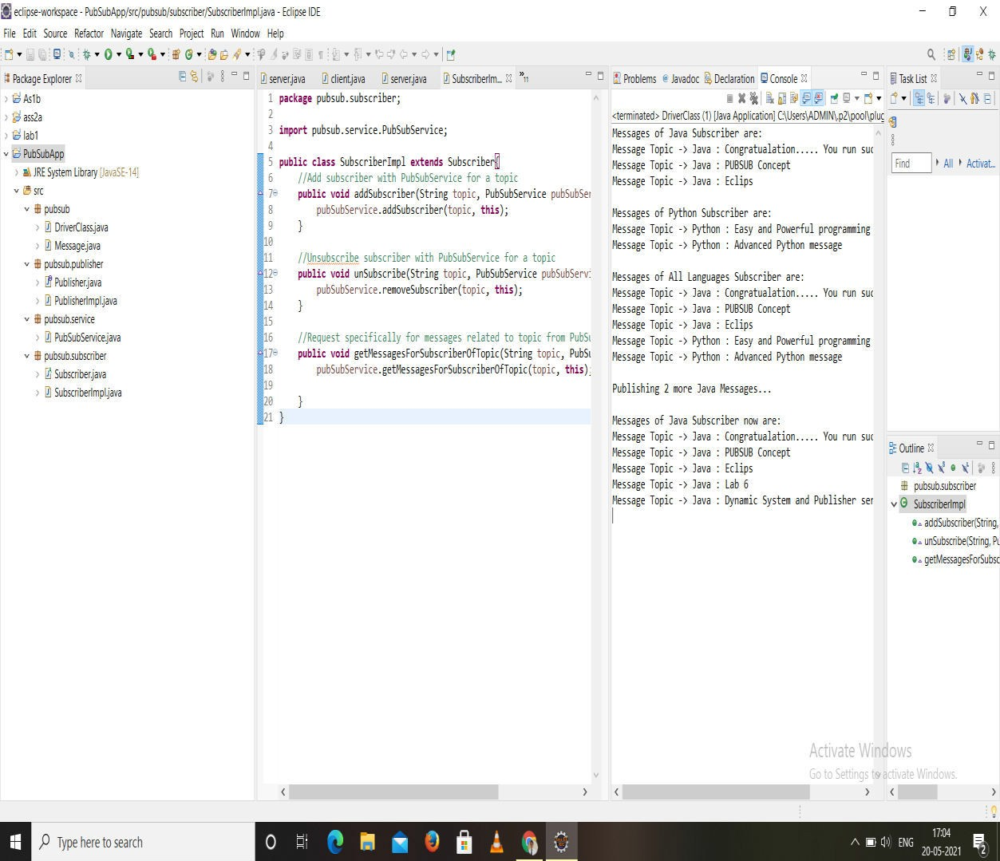 eclipse-workspace - PubSubApp/src/pubsub/subscriber/SubscriberImpl.java - Eclipse IDE
File Edit Source Refactor Navigate Search Project Run Window Help
Package Explorer
As1b
ass2a
lab1
PubSubApp
JRE System Library [JavaSE-14]
src
pubsub
DriverClass.java
Message.java
pubsub.publisher
Publisher.java
PublisherImpl.java
pubsub.service
PubSubService.java
pubsub.subscriber
Subscriber.java
SubscriberImpl.java
server.java client.java server.java SubscriberIm... »11
1 package pubsub.subscriber;
2
3 import pubsub.service.PubSubService;
4
5 public class SubscriberImpl extends Subscriber{
6 //Add subscriber with PubSubService for a topic
7 public void addSubscriber(String topic, PubSubService pubSubSer
8 pubSubService.addSubscriber(topic, this);
9 }
10
11 //Unsubscribe subscriber with PubSubService for a topic
12 public void unSubscribe(String topic, PubSubService pubSubServi
13 pubSubService.removeSubscriber(topic, this);
14 }
15
16 //Request specifically for messages related to topic from PubSu
17 public void getMessagesForSubscriberOfTopic(String topic, PubSu
18 pubSubService.getMessagesForSubscriberOfTopic(topic, this);
19
20 }
21 }
Problems Javadoc Declaration Console
<terminated> DriverClass (1) [Java Application] C:\Users\ADMIN\.p2\pool\plug
Messages of Java Subscriber are:
Message Topic -> Java : Congratualation..... You run suc
Message Topic -> Java : PUBSUB Concept
Message Topic -> Java : Eclips
Messages of Python Subscriber are:
Message Topic -> Python : Easy and Powerful programming
Message Topic -> Python : Advanced Python message
Messages of All Languages Subscriber are:
Message Topic -> Java : Congratualation..... You run suc
Message Topic -> Java : PUBSUB Concept
Message Topic -> Java : Eclips
Message Topic -> Python : Easy and Powerful programming
Message Topic -> Python : Advanced Python message
Publishing 2 more Java Messages...
Messages of Java Subscriber now are:
Message Topic -> Java : Congratualation..... You run suc
Message Topic -> Java : PUBSUB Concept
Message Topic -> Java : Eclips
Message Topic -> Java : Lab 6
Message Topic -> Java : Dynamic System and Publisher ser
Task List
Find All Activat...
Outline
pubsub.subscriber
SubscriberImpl
addSubscriber(String,
unSubscribe(String, Pu
getMessagesForSubsc
Activate Windows
Go to Settings to activate Windows.
Type here to search
ENG
17:04
20-05-2021
2